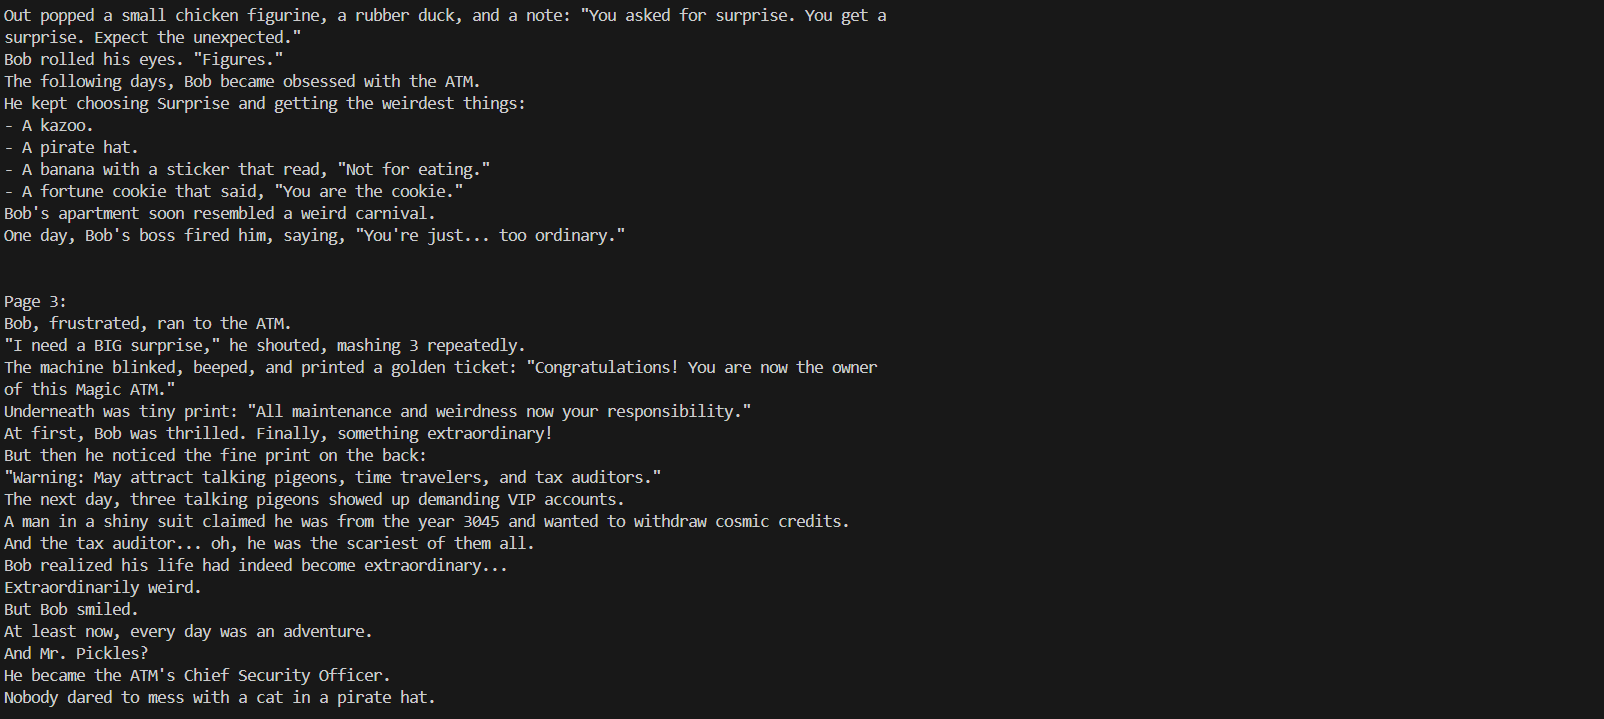 Out popped a small chicken figurine, a rubber duck, and a note: "You asked for surprise. You get a
surprise. Expect the unexpected."
Bob rolled his eyes. "Figures."
The following days, Bob became obsessed with the ATM.
He kept choosing Surprise and getting the weirdest things:
- A kazoo.
- A pirate hat.
- A banana with a sticker that read, "Not for eating."
- A fortune cookie that said, "You are the cookie."
Bob's apartment soon resembled a weird carnival.
One day, Bob's boss fired him, saying, "You're just... too ordinary."
Page 3:
Bob, frustrated, ran to the ATM.
"I need a BIG surprise," he shouted, mashing 3 repeatedly.
The machine blinked, beeped, and printed a golden ticket: "Congratulations! You are now the owner
of this Magic ATM."
Underneath was tiny print: "All maintenance and weirdness now your responsibility."
At first, Bob was thrilled. Finally, something extraordinary!
But then he noticed the fine print on the back:
"Warning: May attract talking pigeons, time travelers, and tax auditors."
The next day, three talking pigeons showed up demanding VIP accounts.
A man in a shiny suit claimed he was from the year 3045 and wanted to withdraw cosmic credits.
And the tax auditor... oh, he was the scariest of them all.
Bob realized his life had indeed become extraordinary...
Extraordinarily weird.
But Bob smiled.
At least now, every day was an adventure.
And Mr. Pickles?
He became the ATM's Chief Security Officer.
Nobody dared to mess with a cat in a pirate hat.